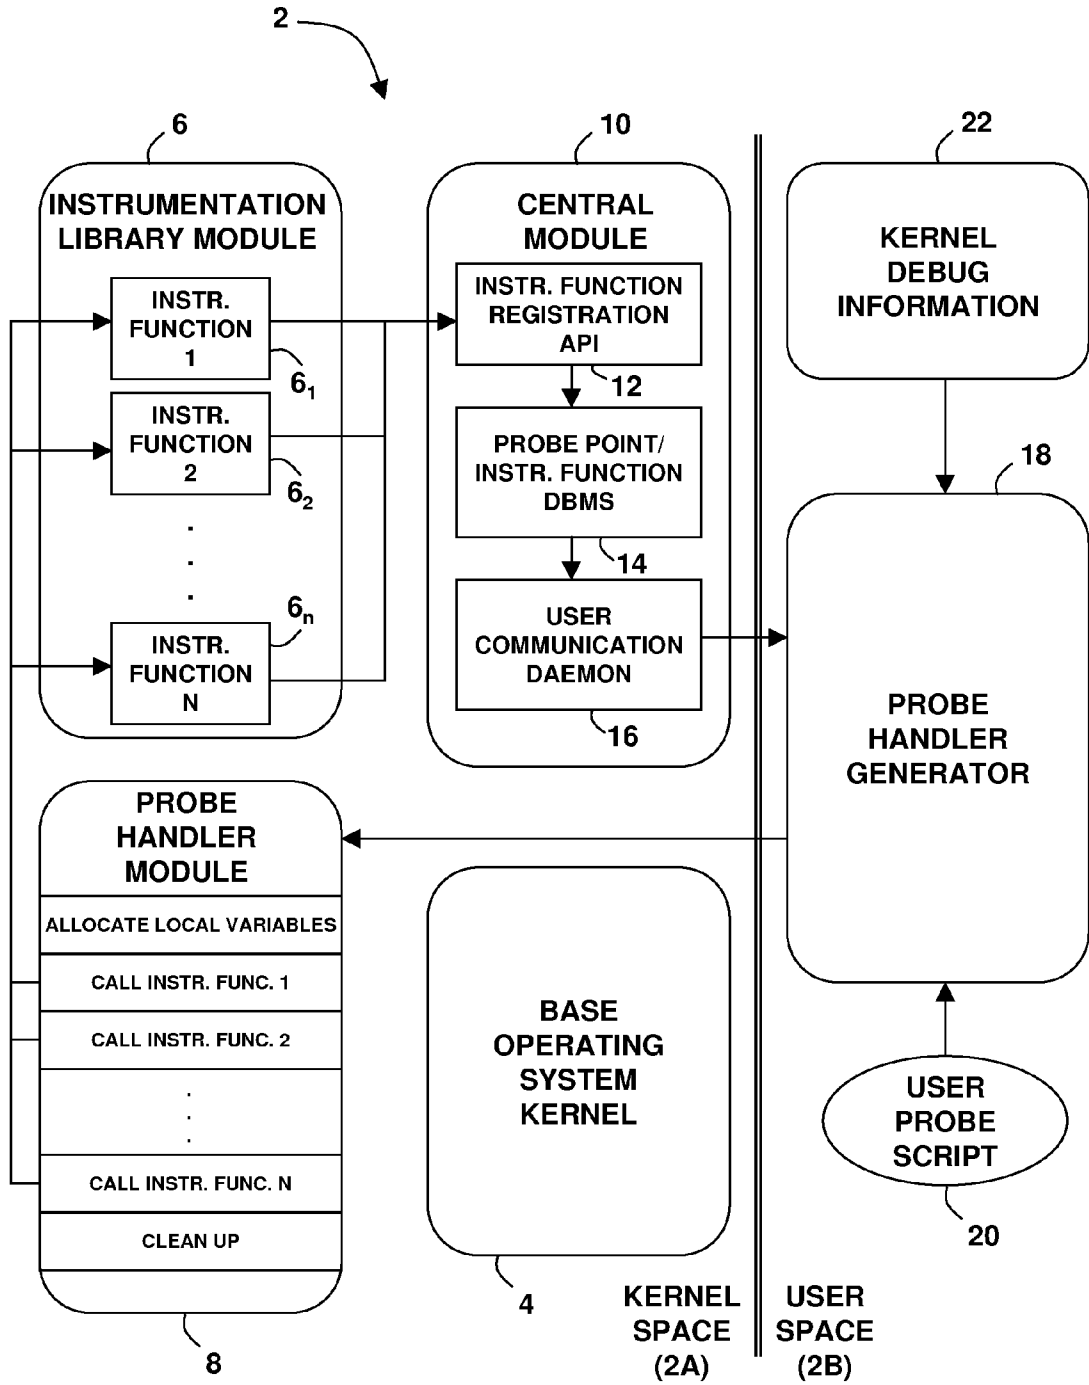 2
6
INSTRUMENTATION
LIBRARY MODULE
INSTR.
FUNCTION
1
6₁
INSTR.
FUNCTION
2
6₂
.
.
.
6ₙ
INSTR.
FUNCTION
N
10
CENTRAL
MODULE
INSTR. FUNCTION
REGISTRATION
API
12
PROBE POINT/
INSTR. FUNCTION
DBMS
14
USER
COMMUNICATION
DAEMON
16
22
KERNEL
DEBUG
INFORMATION
18
PROBE
HANDLER
GENERATOR
PROBE
HANDLER
MODULE
ALLOCATE LOCAL VARIABLES
CALL INSTR. FUNC. 1
CALL INSTR. FUNC. 2
.
.
.
CALL INSTR. FUNC. N
CLEAN UP
8
BASE
OPERATING
SYSTEM
KERNEL
4
USER
PROBE
SCRIPT
20
KERNEL
SPACE
(2A)
USER
SPACE
(2B)